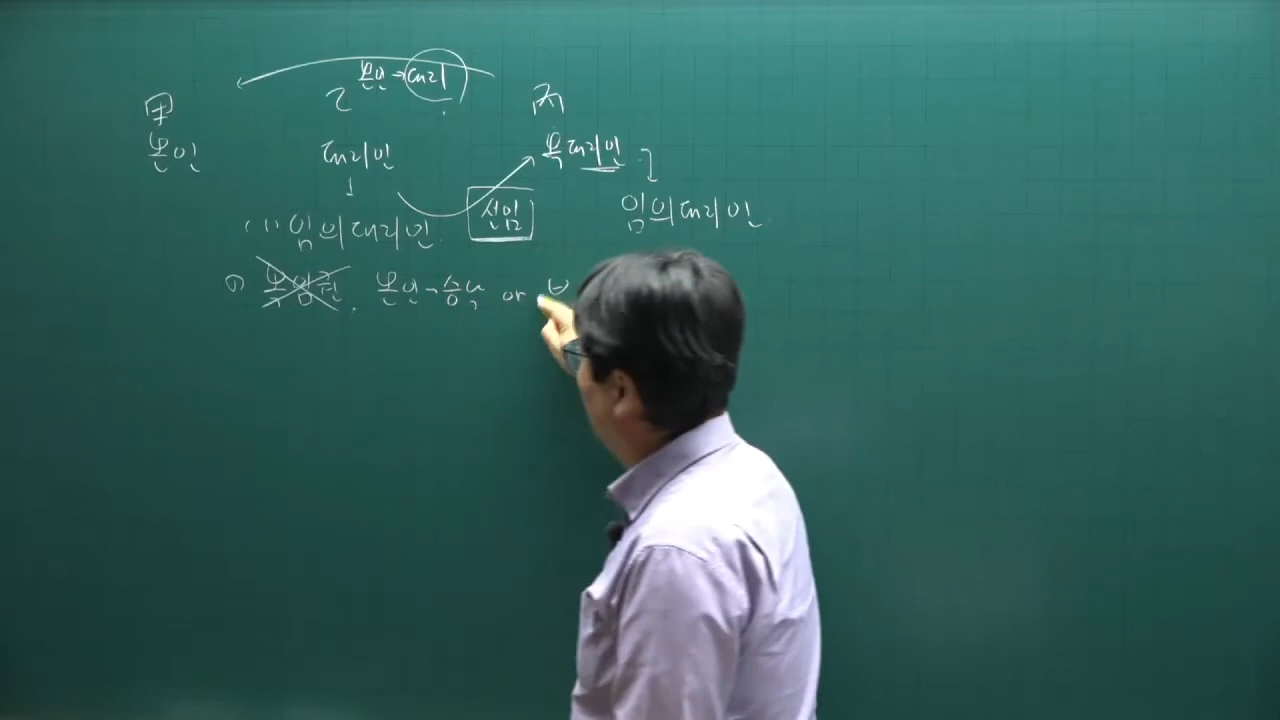 본인→대리
甲 乙 丙
본인 대리인 복대리인
선임
(1) 임의대리인 임의대리인
① 복임권. 본인→승낙 or